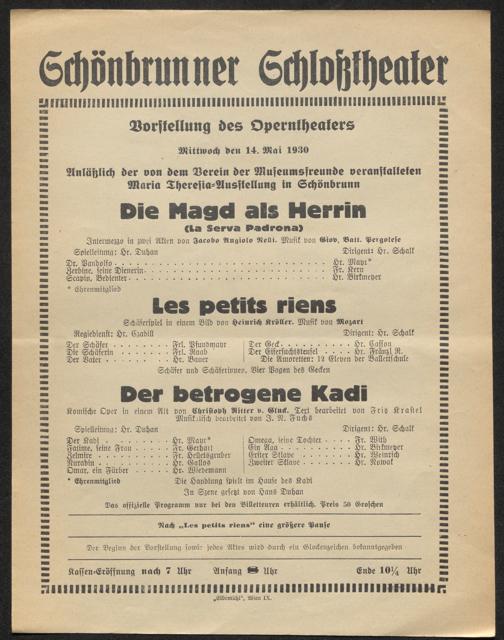 Schönbrunner Schloßtheater
Vorstellung des Operntheaters
Mittwoch den 14. Mai 1930
Anläßlich der von dem Verein der Museumsfreunde veranstalteten
Maria Theresia-Ausstellung in Schönbrunn
Die Magd als Herrin
(La Serva Padrona)
Intermezzo in zwei Akten von Jacobo Angiolo Nelli. Musik von Giov. Batt. Pergolese
Spielleitung: Hr. Duhan Dirigent: Hr. Schalk
Dr. Pandolfo Hr. Mayr*
Zerbine, seine Dienerin Fr. Kern
Scapin, Bedienter Hr. Birkmeyer
* Ehrenmitglied
Les petits riens
Schäferspiel in einem Bild von Heinrich Kröller. Musik von Mozart
Regiedienst: Hr. Czadill Dirigent: Hr. Schalk
Der Schäfer Frl. Pfundmayr
Die Schäferin Frl. Raab
Der Vater Hr. Bauer
Der Geck Hr. Casson
Der Eifersuchtsteufel Hr. Fränzl R.
Die Amoretten: 12 Eleven der Ballettschule
Schäfer und Schäferinnen. Vier Pagen des Gecken
Der betrogene Kadi
Komische Oper in einem Akt von Christoph Ritter v. Gluck. Text bearbeitet von Fritz Krastel
Musikalisch bearbeitet von J. N. Fuchs
Spielleitung: Hr. Duhan Dirigent: Hr. Schalk
Der Kadi Hr. Mayr*
Fatime, seine Frau Fr. Gerhart
Zelmire Fr. Helletsgruber
Nuradin Hr. Gallos
Omar, ein Färber Hr. Wiedemann
Omega, seine Tochter Fr. Wüth
Ein Aga Hr. Birkmeyer
Erster Sklave Hr. Weinrich
Zweiter Sklave Hr. Nowak
* Ehrenmitglied Die Handlung spielt im Hause des Kadi
In Szene gesetzt von Hans Duhan
Das offizielle Programm nur bei den Billetteuren erhältlich. Preis 50 Groschen
Nach „Les petits riens" eine größere Pause
Der Beginn der Vorstellung sowie jedes Aktes wird durch ein Glockenzeichen bekanntgegeben
Kassen-Eröffnung nach 7 Uhr Anfang 8 Uhr Ende 10¼ Uhr
„Elbemühl", Wien IX.